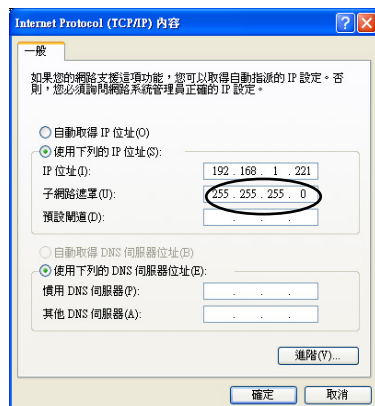 Internet Protocol (TCP/IP) 內容
一般
如果您的網路支援這項功能，您可以取得自動指派的 IP 設定。否
則，您必須詢問網路系統管理員正確的 IP 設定。
自動取得 IP 位址(O)
使用下列的 IP 位址(S):
IP 位址(I): 192 . 168 . 1 . 221
子網路遮罩(U): 255 . 255 . 255 . 0
預設閘道(D): . . .
自動取得 DNS 伺服器位址(B)
使用下列的 DNS 伺服器位址(E):
慣用 DNS 伺服器(P): . . .
其他 DNS 伺服器(A): . . .
進階(V)...
確定 取消